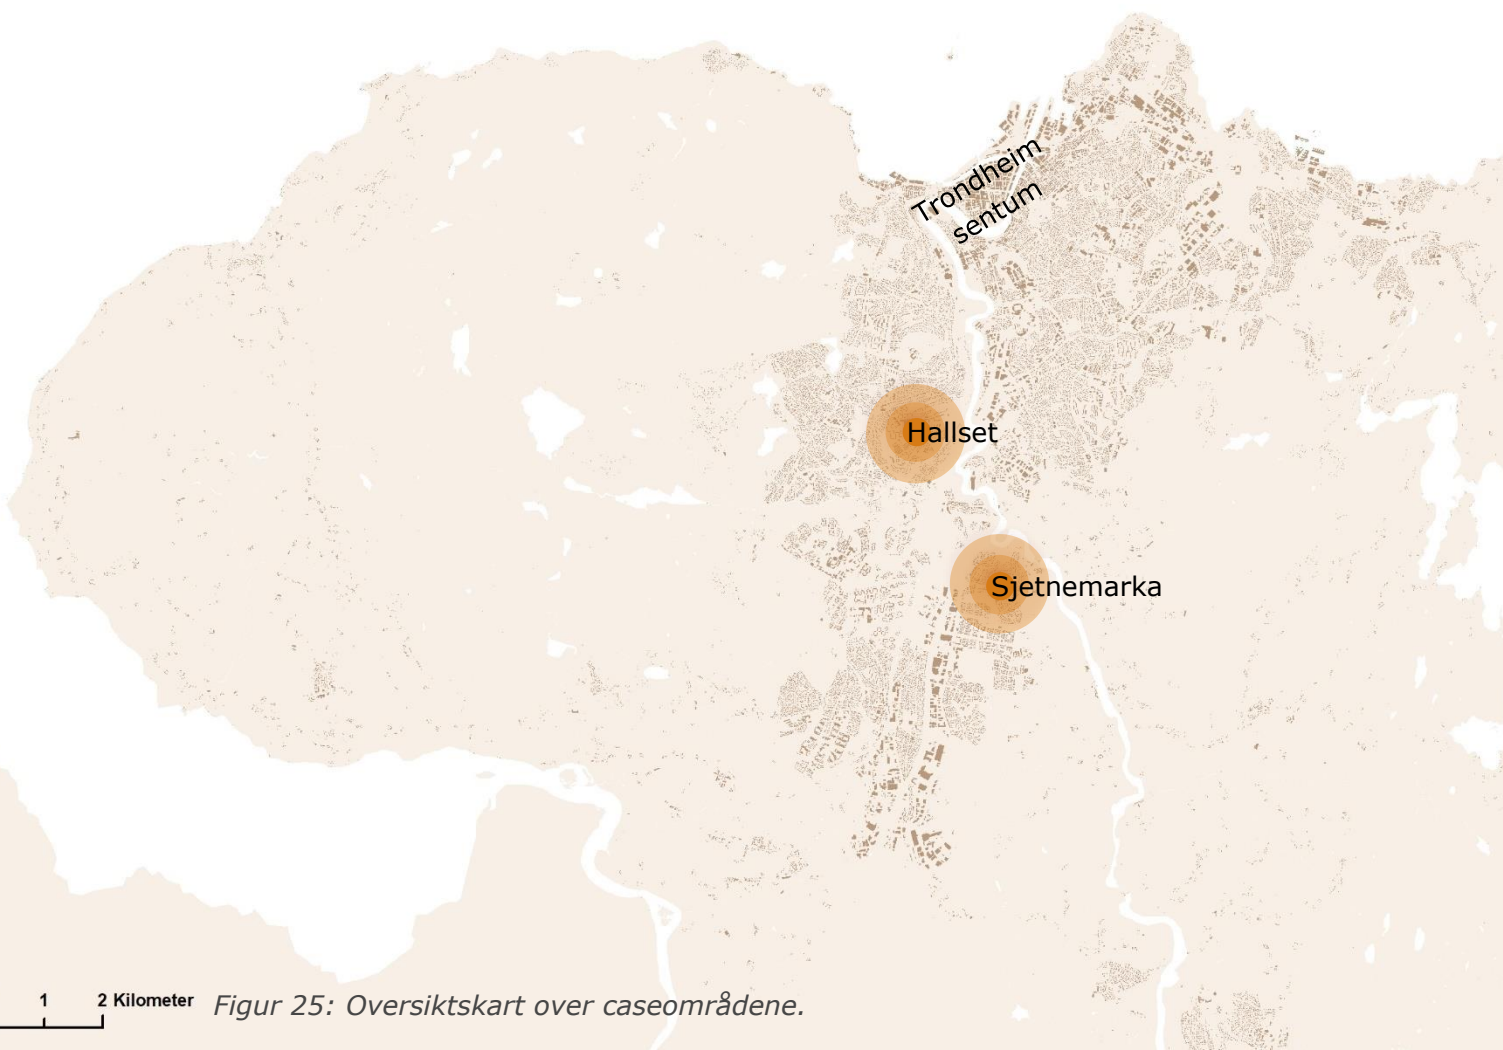 Trondheim
sentum
Hallset
Sjetnemarka
1 2 Kilometer
Figur 25: Oversiktskart over caseområdene.